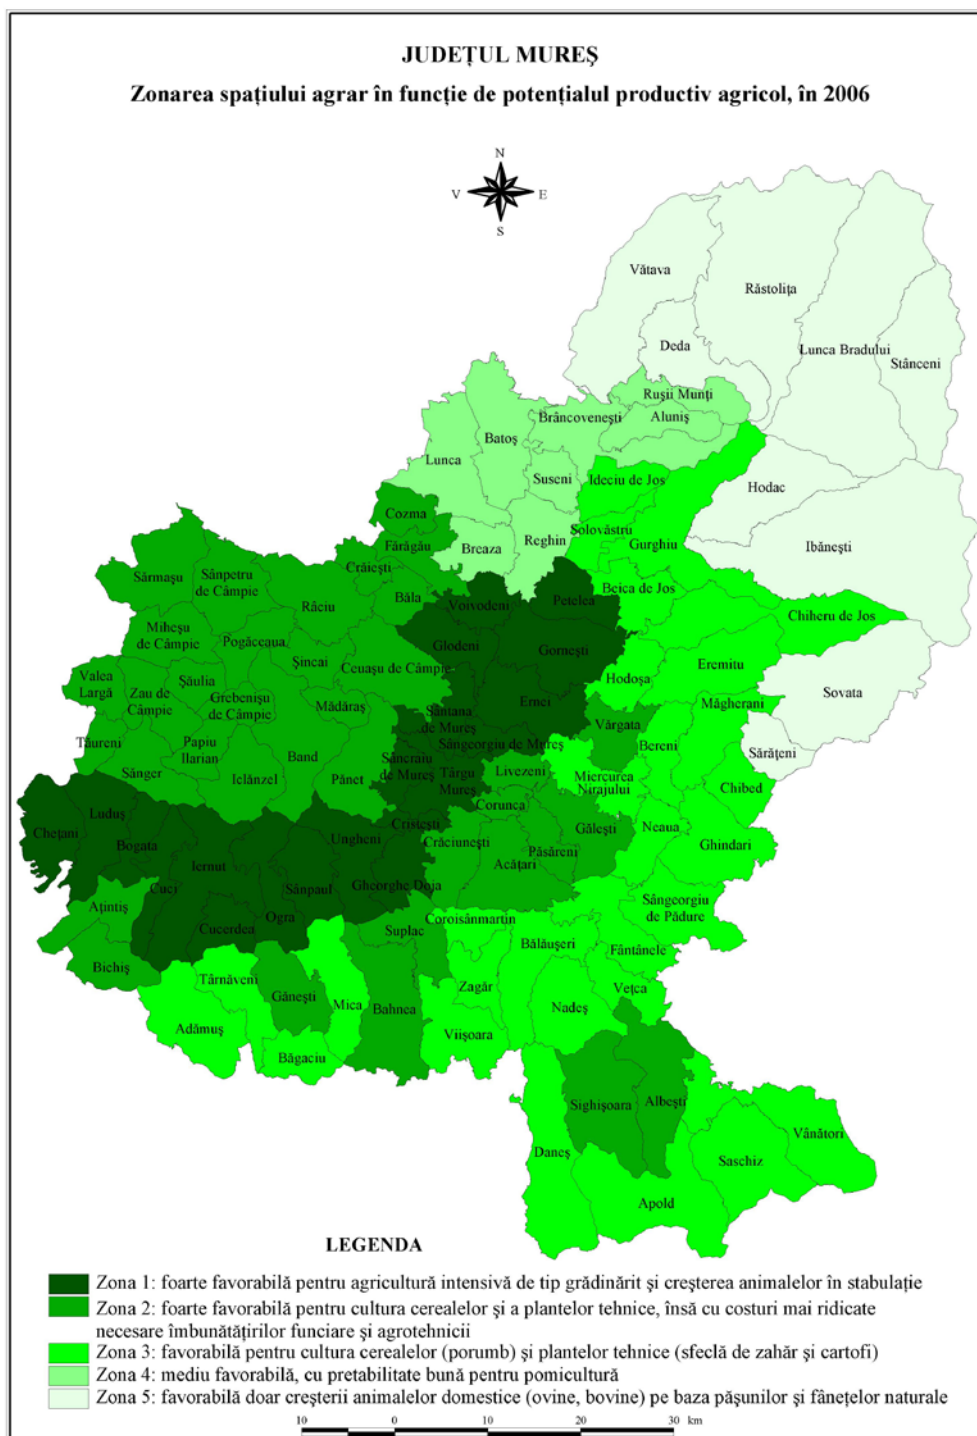 JUDEȚUL MUREȘ
Zonarea spațiului agrar în funcție de potențialul productiv agricol, în 2006
N
V E
S
Vătava
Răstolița
Deda
Lunca Bradului
Stânceni
Rușii Munți
Brâncovenești
Aluniș
Batoș
Lunca
Suseni
Ideciu de Jos
Hodac
Cozma
Solovăstru
Reghin
Gurghiu
Ibănești
Fărăgău
Breaza
Crăiești
Sărmașu
Sânpetru
de Câmpie
Beica de Jos
Râciu
Băla
Voivodeni
Petelea
Chiheru de Jos
Miheșu
de Câmpie
Pogăceaua
Glodeni
Gornești
Șincai
Ceuașu de Câmpie
Eremitu
Valea
Largă
Șăulia
Hodoșa
Sovata
Zau de
Câmpie
Grebenișu
de Câmpie
Mădăraș
Ernei
Măgherani
Sântana
de Mureș
Vărgata
Tăureni
Papiu
Ilarian
Sângeorgiu de Mureș
Bereni
Sărățeni
Sânger
Band
Sâncraiu
de Mureș
Livezeni
Iclănzel
Pănet
Târgu
Mureș
Miercurea
Nirajului
Chibed
Corunca
Luduș
Cristești
Gălești
Neaua
Chețani
Bogata
Ungheni
Crăciunești
Ghindari
Iernut
Păsăreni
Acățari
Cuci
Sânpaul
Gheorghe Doja
Sângeorgiu
de Pădure
Ațintiș
Ogra
Coroisânmartin
Cucerdea
Suplac
Bălăușeri
Fântânele
Bichiș
Târnăveni
Zagăr
Vețca
Gănești
Mica
Bahnea
Nadeș
Adămuș
Viișoara
Băgaciu
Sighișoara
Albești
Vânători
Daneș
Saschiz
Apold
LEGENDA
Zona 1: foarte favorabilă pentru agricultură intensivă de tip grădinărit și creșterea animalelor în stabulație
Zona 2: foarte favorabilă pentru cultura cerealelor și a plantelor tehnice, însă cu costuri mai ridicate
necesare îmbunătățirilor funciare și agrotehnicii
Zona 3: favorabilă pentru cultura cerealelor (porumb) și plantelor tehnice (sfeclă de zahăr și cartofi)
Zona 4: mediu favorabilă, cu pretabilitate bună pentru pomicultură
Zona 5: favorabilă doar creșterii animalelor domestice (ovine, bovine) pe baza pășunilor și fânețelor naturale
10 0 10 20 30 km